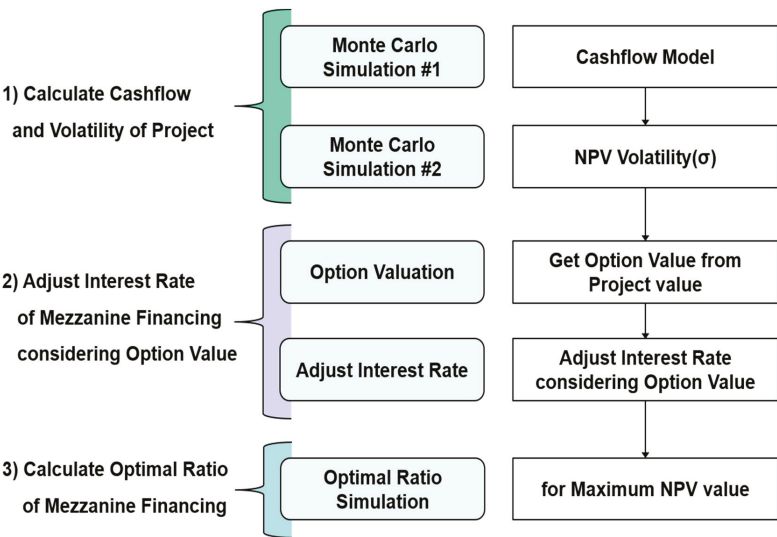 1) Calculate Cashflow
and Volatility of Project
Monte Carlo
Simulation #1
Cashflow Model
Monte Carlo
Simulation #2
NPV Volatility(σ)
2) Adjust Interest Rate
of Mezzanine Financing
considering Option Value
Option Valuation
Get Option Value from
Project value
Adjust Interest Rate
Adjust Interest Rate
considering Option Value
3) Calculate Optimal Ratio
of Mezzanine Financing
Optimal Ratio
Simulation
for Maximum NPV value